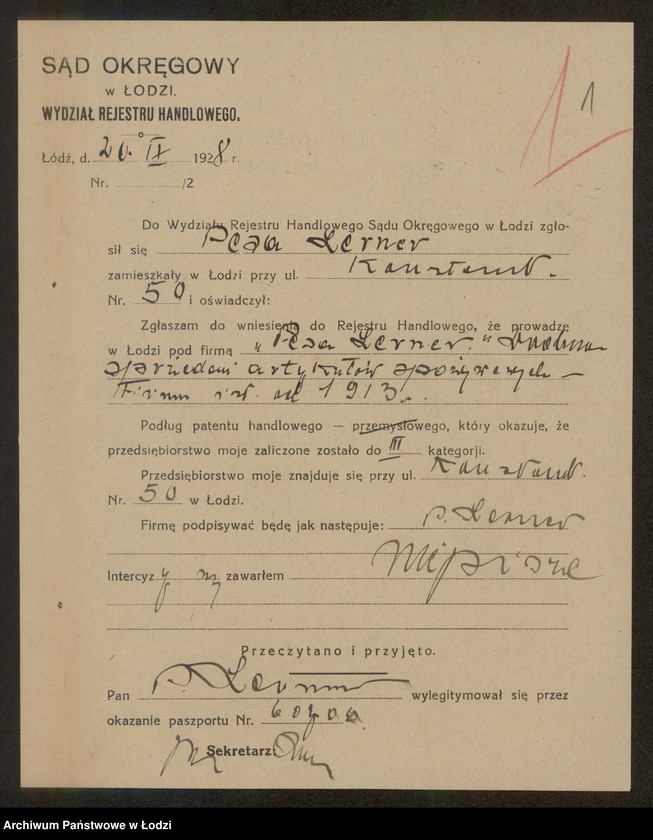 SĄD OKRĘGOWY
w ŁODZI.
WYDZIAŁ REJESTRU HANDLOWEGO.
1 1
Łódź, d. 20. IX 1928 r.
Nr. /2
Do Wydziału Rejestru Handlowego Sądu Okręgowego w Łodzi zgło-
sił się Pesa Lerner
zamieszkały w Łodzi przy ul. Konstant.
Nr. 50 i oświadczył:
Zgłaszam do wniesienia do Rejestru Handlowego, że prowadzę
w Łodzi pod firmą „Pesa Lerner."
sprzedaż artykułów spożywczych –
Firma istn. od 1913.
Podług patentu handlowego — przemysłowego, który okazuje, że
przedsiębiorstwo moje zaliczone zostało do III kategorji.
Przedsiębiorstwo moje znajduje się przy ul. Konstant.
Nr. 50 w Łodzi.
Firmę podpisywać będę jak następuje: P. Lerner
Intercyz y zawarłem
Przeczytano i przyjęto.
Pan P. Lerner wylegitymował się przez
okazanie paszportu Nr.
Sekretarz:
Archiwum Państwowe w Łodzi